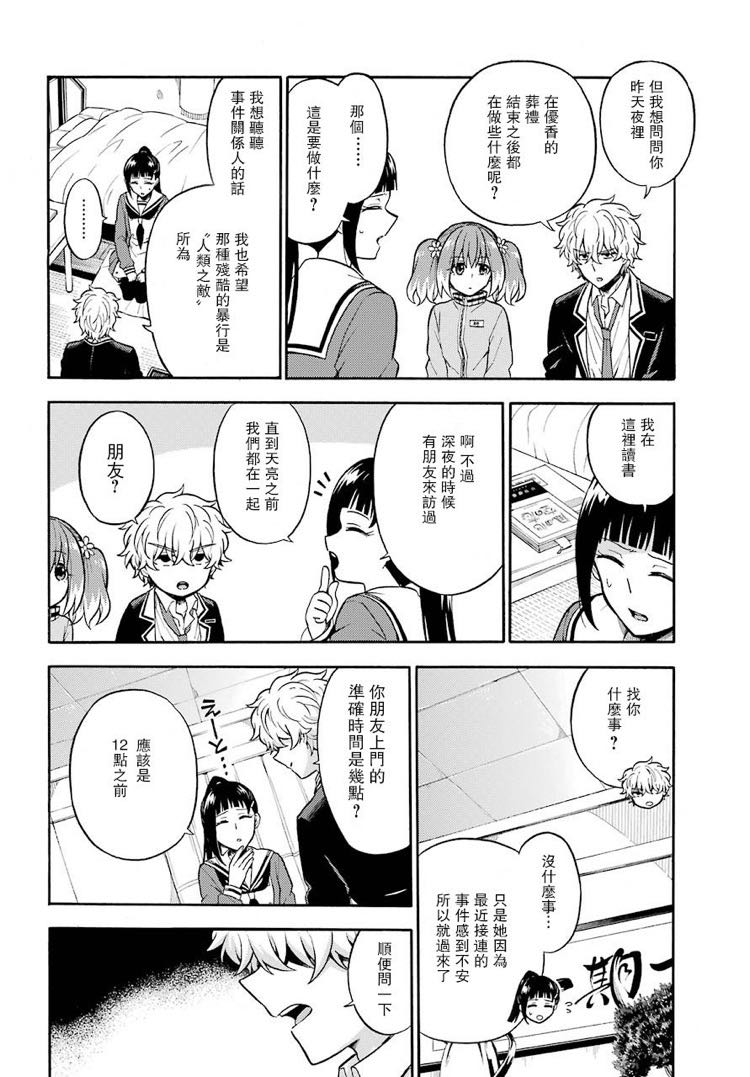 但我想問問你
昨天夜裡
在優香的
葬禮
結束之後都
在做些什麼呢？
那個……
這是要做什麼？
我想聽聽
事件關係人的話
我也希望
那種殘酷的暴行是
〝人類之敵〞
所為
……
我在
這裡讀書
啊 不過
深夜的時候
有朋友來訪過
直到天亮之前
我們都在一起
朋友？
找你
什麼事？
沒什麼事…
只是她因為
最近接連的
事件感到不安
所以就過來了
一期
你朋友上門的
準確時間是幾點？
えーと…
應該是
12點之前
順便問一下